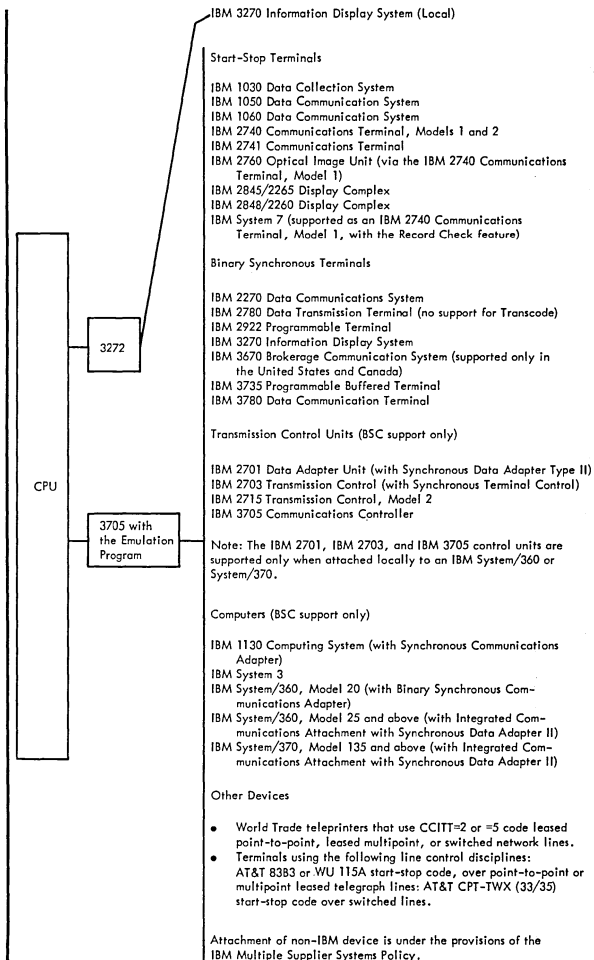 IBM 3270 Information Display System (Local)
Start-Stop Terminals
IBM 1030 Data Collection System
IBM 1050 Data Communication System
IBM 1060 Data Communication System
IBM 2740 Communications Terminal, Models 1 and 2
IBM 2741 Communications Terminal
IBM 2760 Optical Image Unit (via the IBM 2740 Communications
Terminal, Model 1)
IBM 2845/2265 Display Complex
IBM 2848/2260 Display Complex
IBM System 7 (supported as an IBM 2740 Communications
Terminal, Model 1, with the Record Check feature)
Binary Synchronous Terminals
IBM 2270 Data Communications System
IBM 2780 Data Transmission Terminal (no support for Transcode)
IBM 2922 Programmable Terminal
IBM 3270 Information Display System
IBM 3670 Brokerage Communication System (supported only in
the United States and Canada)
IBM 3735 Programmable Buffered Terminal
IBM 3780 Data Communication Terminal
3272
Transmission Control Units (BSC support only)
IBM 2701 Data Adapter Unit (with Synchronous Data Adapter Type II)
IBM 2703 Transmission Control (with Synchronous Terminal Control)
IBM 2715 Transmission Control, Model 2
IBM 3705 Communications Controller
CPU
3705 with
the Emulation
Program
Note: The IBM 2701, IBM 2703, and IBM 3705 control units are
supported only when attached locally to an IBM System/360 or
System/370.
Computers (BSC support only)
IBM 1130 Computing System (with Synchronous Communications
Adapter)
IBM System 3
IBM System/360, Model 20 (with Binary Synchronous Com-
munications Adapter)
IBM System/360, Model 25 and above (with Integrated Com-
munications Attachment with Synchronous Data Adapter II)
IBM System/370, Model 135 and above (with Integrated Com-
munications Attachment with Synchronous Data Adapter II)
Other Devices
• World Trade teleprinters that use CCITT=2 or =5 code leased
point-to-point, leased multipoint, or switched network lines.
• Terminals using the following line control disciplines:
AT&T 83B3 or WU 115A start-stop code, over point-to-point or
multipoint leased telegraph lines: AT&T CPT-TWX (33/35)
start-stop code over switched lines.
Attachment of non-IBM device is under the provisions of the
IBM Multiple Supplier Systems Policy.